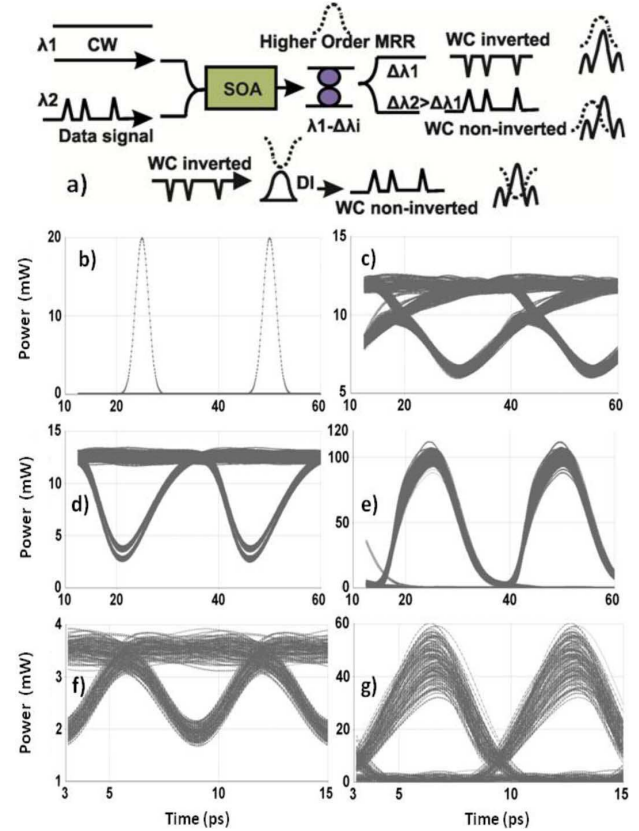 λ1 CW
Higher Order MRR
WC inverted
SOA
Δλ1
λ2
Δλ2>Δλ1
Data signal
λ1-Δλi
WC non-inverted
WC inverted
a)
DI
WC non-inverted
b)
c)
Power (mW)
20
10
0
10 20 40 60
15
10
5
10 20 40 60
d)
e)
Power (mW)
15
10
5
0
10 20 40 60
120
100
50
0
10 20 40 60
f)
g)
Power (mW)
4
3
2
1
3 5 10 15
Time (ps)
60
40
20
0
3 5 10 15
Time (ps)